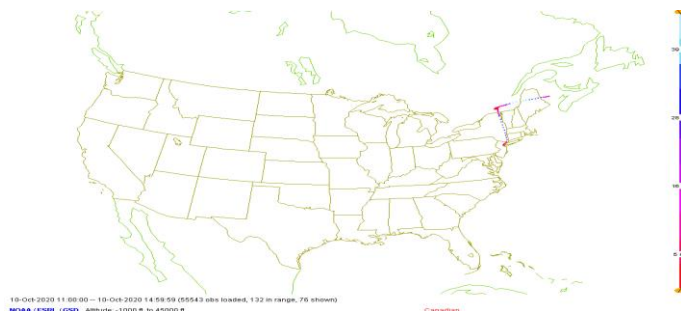 10-Oct-2020 11:00:00 -- 10-Oct-2020 14:59:59 (55543 obs loaded, 132 in range, 76 shown)
NOAA / ESRL / GSD Altitude: -1000 ft. to 45000 ft. Canadian